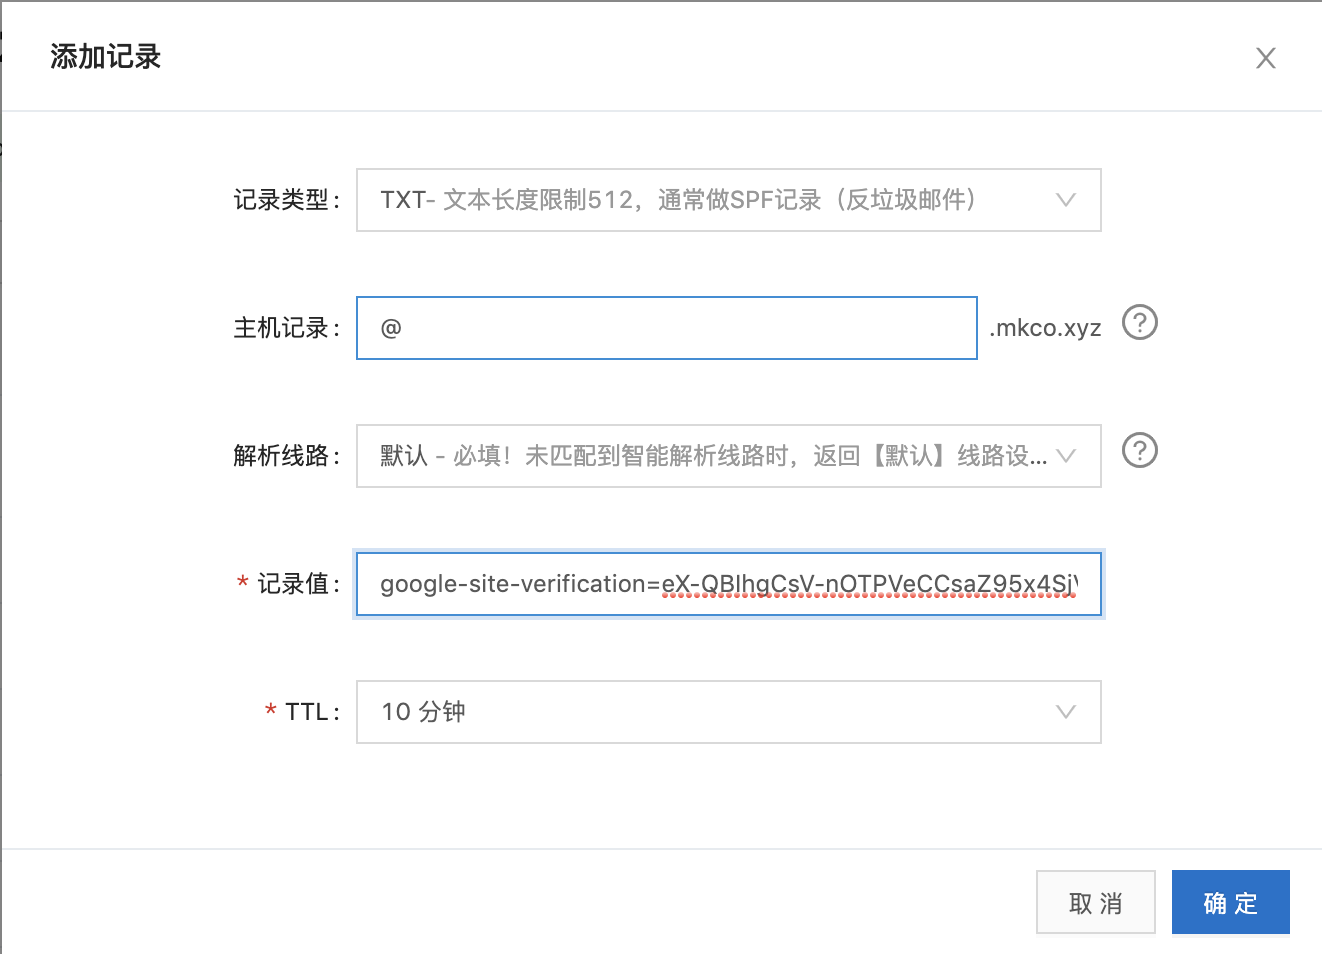 添加记录
记录类型: TXT- 文本长度限制512，通常做SPF记录（反垃圾邮件）
主机记录: @ .mkco.xyz
解析线路: 默认 - 必填！未匹配到智能解析线路时，返回【默认】线路设...
* 记录值: google-site-verification=eX-QBIhgCsV-nOTPVeCCsaZ95x4Sj
* TTL: 10 分钟
取 消 确 定